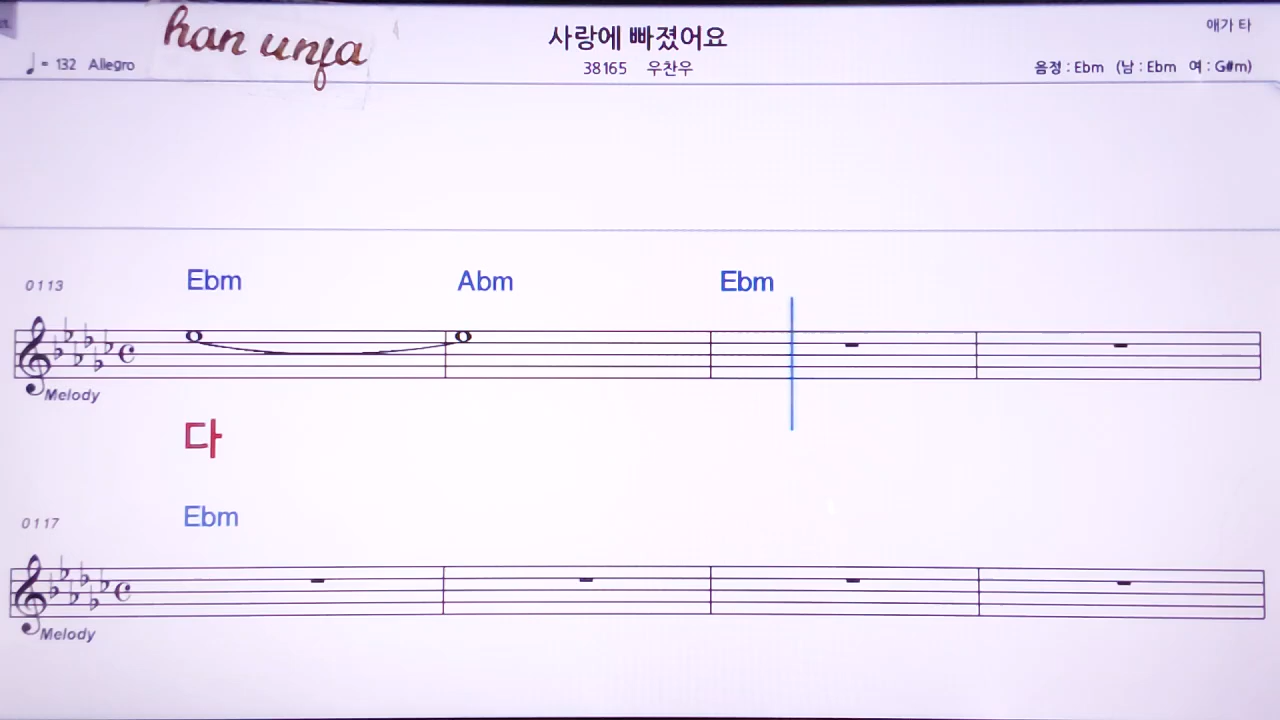 han unfa
사랑에 빠졌어요
애가 타
♩ = 132 Allegro
38165 우찬우
음정 : Ebm (남 : Ebm 여 : G#m)
0113 Ebm Abm Ebm
Melody
다
0117 Ebm
Melody